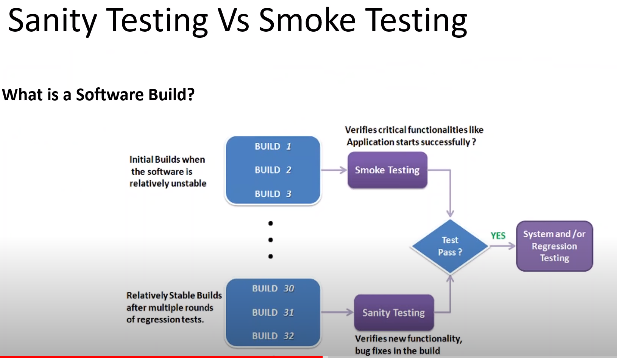 Sanity Testing Vs Smoke Testing
What is a Software Build?
Verifies critical functionalities like
Application starts successfully ?
Initial Builds when
the software is
relatively unstable
BUILD 1
BUILD 2
BUILD 3
Smoke Testing
Test
Pass ?
YES
System and /or
Regression
Testing
Relatively Stable Builds
after multiple rounds
of regression tests.
BUILD 30
BUILD 31
BUILD 32
Sanity Testing
Verifies new functionality,
bug fixes in the build